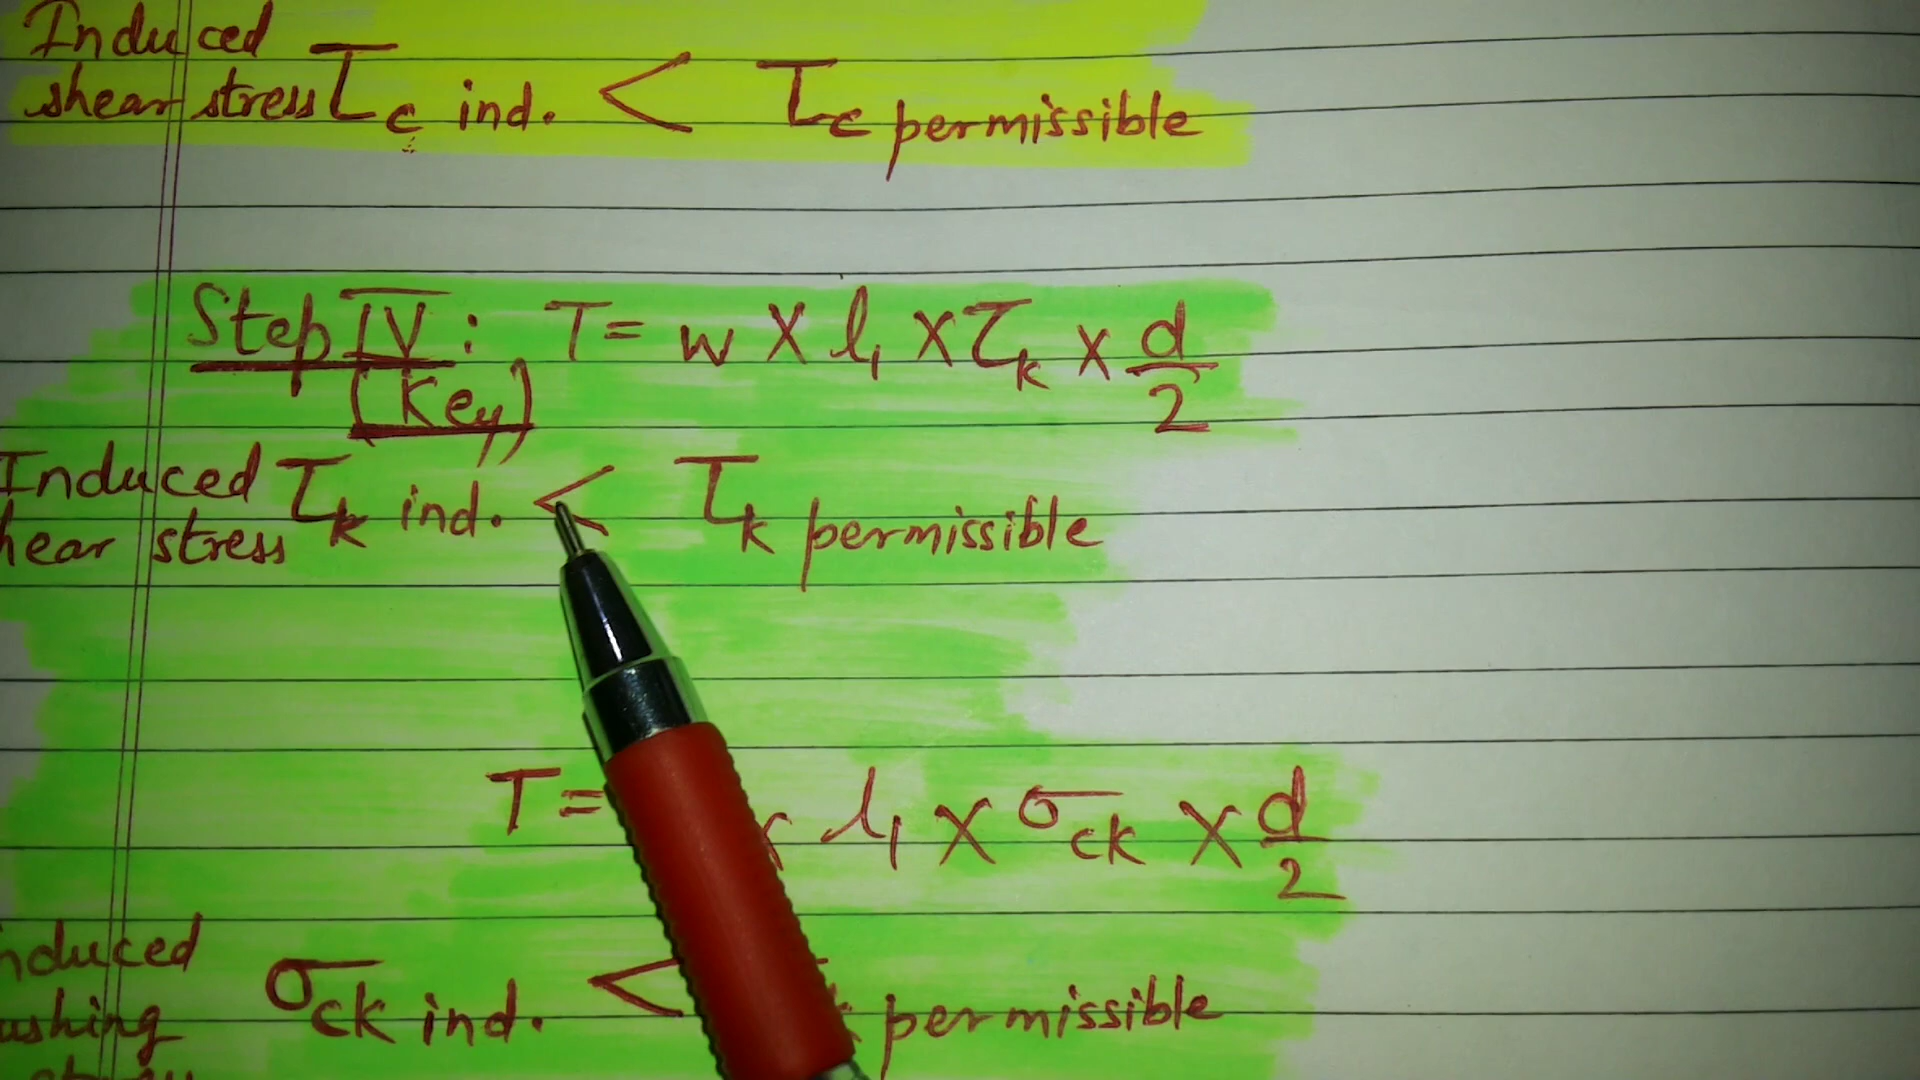 Induced
shear stress τc ind. < τc permissible
Step IV : T = w X l1 X τk X d/2
(Key)
Induced τk ind. < τk permissible
hear stress
T = x l1 X σck X d/2
nduced
ushing σck ind. < k permissible